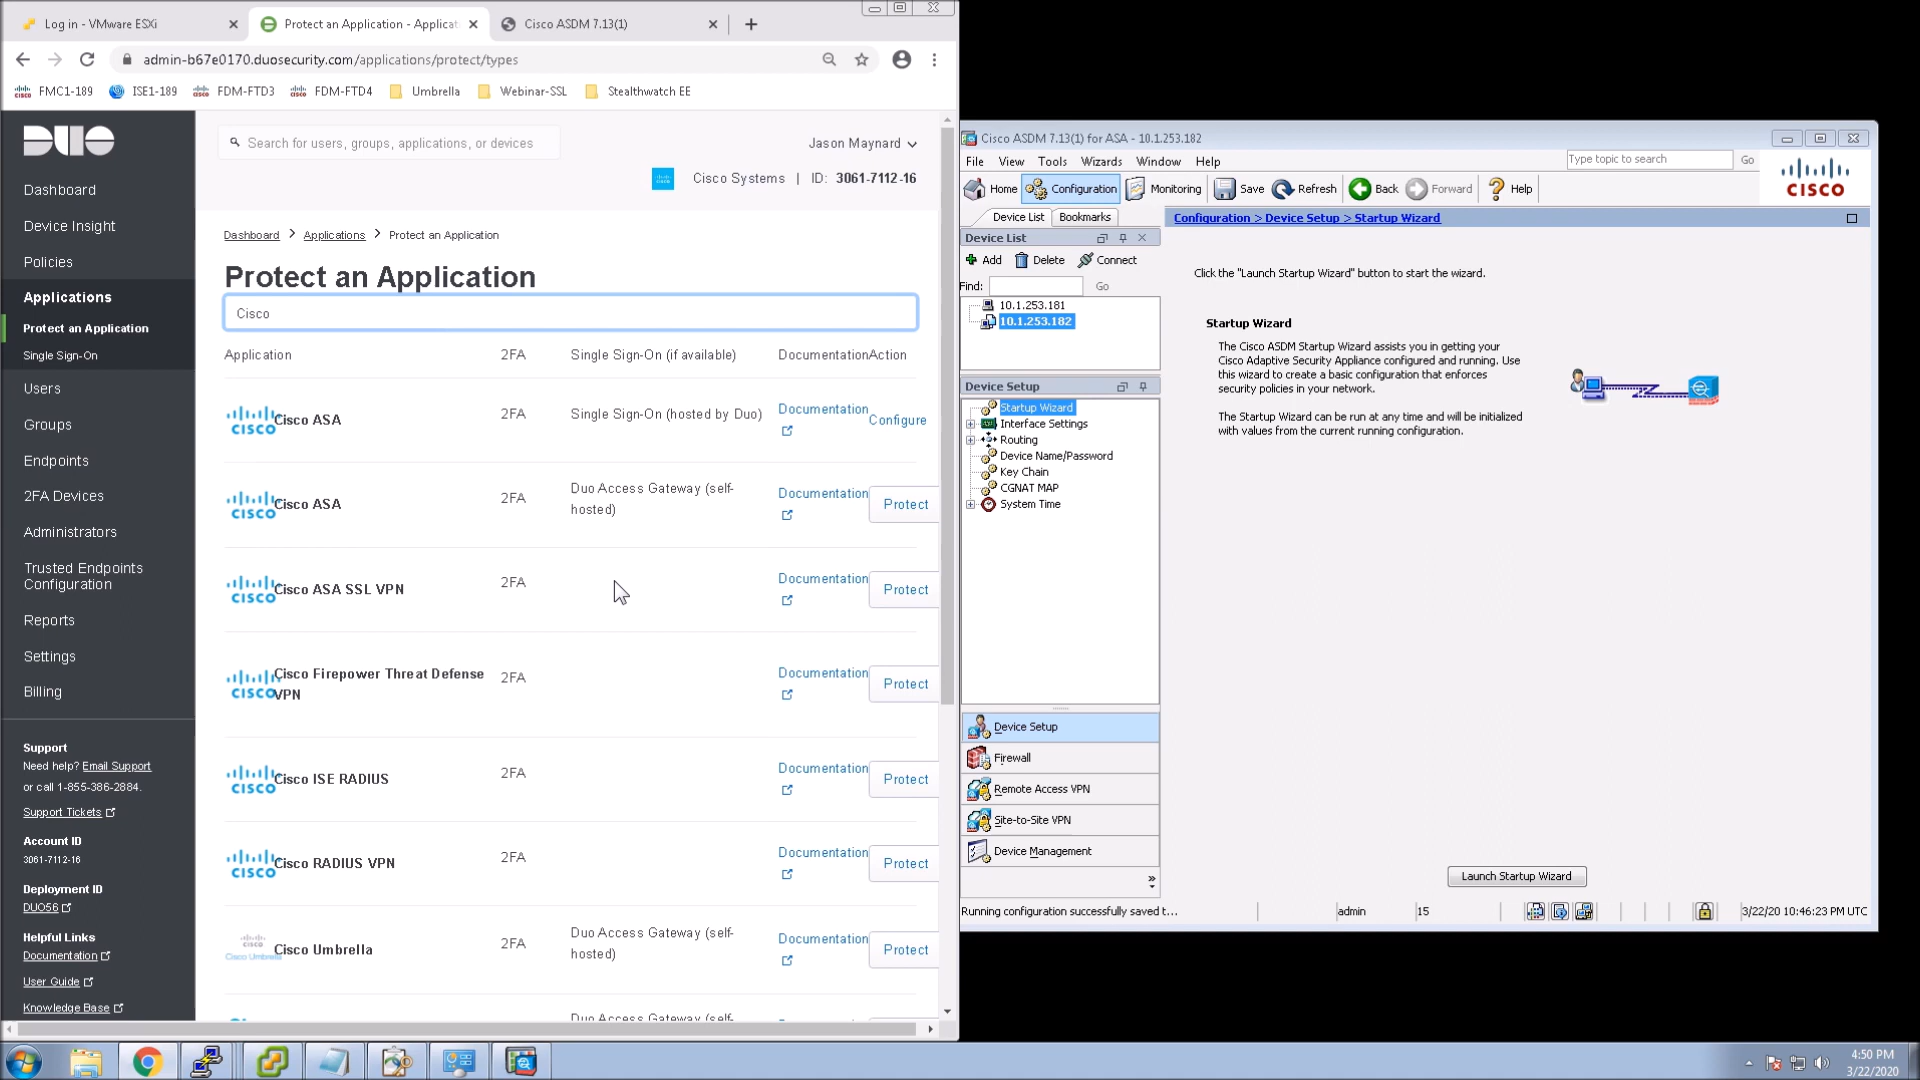 Log in - VMware ESXi
Protect an Application - Applicat
Cisco ASDM 7.13(1)
admin-b67e0170.duosecurity.com/applications/protect/types
FMC1-189
ISE1-189
FDM-FTD3
FDM-FTD4
Umbrella
Webinar-SSL
Stealthwatch EE
DUO
Dashboard
Device Insight
Policies
Applications
Protect an Application
Single Sign-On
Users
Groups
Endpoints
2FA Devices
Administrators
Trusted Endpoints
Configuration
Reports
Settings
Billing
Support
Need help? Email Support
or call 1-855-386-2884.
Support Tickets
Account ID
3061-7112-16
Deployment ID
DUO56
Helpful Links
Documentation
User Guide
Knowledge Base
Search for users, groups, applications, or devices
Jason Maynard
Cisco Systems | ID: 3061-7112-16
Dashboard > Applications > Protect an Application
Protect an Application
Cisco
Application 2FA Single Sign-On (if available) Documentation Action
Cisco ASA 2FA Single Sign-On (hosted by Duo) Documentation Configure
Cisco ASA 2FA Duo Access Gateway (self-
hosted) Documentation Protect
Cisco ASA SSL VPN 2FA Documentation Protect
Cisco Firepower Threat Defense
VPN 2FA Documentation Protect
Cisco ISE RADIUS 2FA Documentation Protect
Cisco RADIUS VPN 2FA Documentation Protect
Cisco Umbrella 2FA Duo Access Gateway (self-
hosted) Documentation Protect
Duo Access Gateway (self-
Cisco ASDM 7.13(1) for ASA - 10.1.253.182
File View Tools Wizards Window Help
Type topic to search Go
Home Configuration Monitoring Save Refresh Back Forward Help
CISCO
Device List Bookmarks
Device List
Add Delete Connect
Find: Go
10.1.253.181
10.1.253.182
Device Setup
Startup Wizard
Interface Settings
Routing
Device Name/Password
Key Chain
CGNAT MAP
System Time
Device Setup
Firewall
Remote Access VPN
Site-to-Site VPN
Device Management
Configuration > Device Setup > Startup Wizard
Click the "Launch Startup Wizard" button to start the wizard.
Startup Wizard
The Cisco ASDM Startup Wizard assists you in getting your
Cisco Adaptive Security Appliance configured and running. Use
this wizard to create a basic configuration that enforces
security policies in your network.
The Startup Wizard can be run at any time and will be initialized
with values from the current running configuration.
Launch Startup Wizard
Running configuration successfully saved t...
admin
15
3/22/20 10:46:23 PM UTC
4:50 PM
3/22/2020